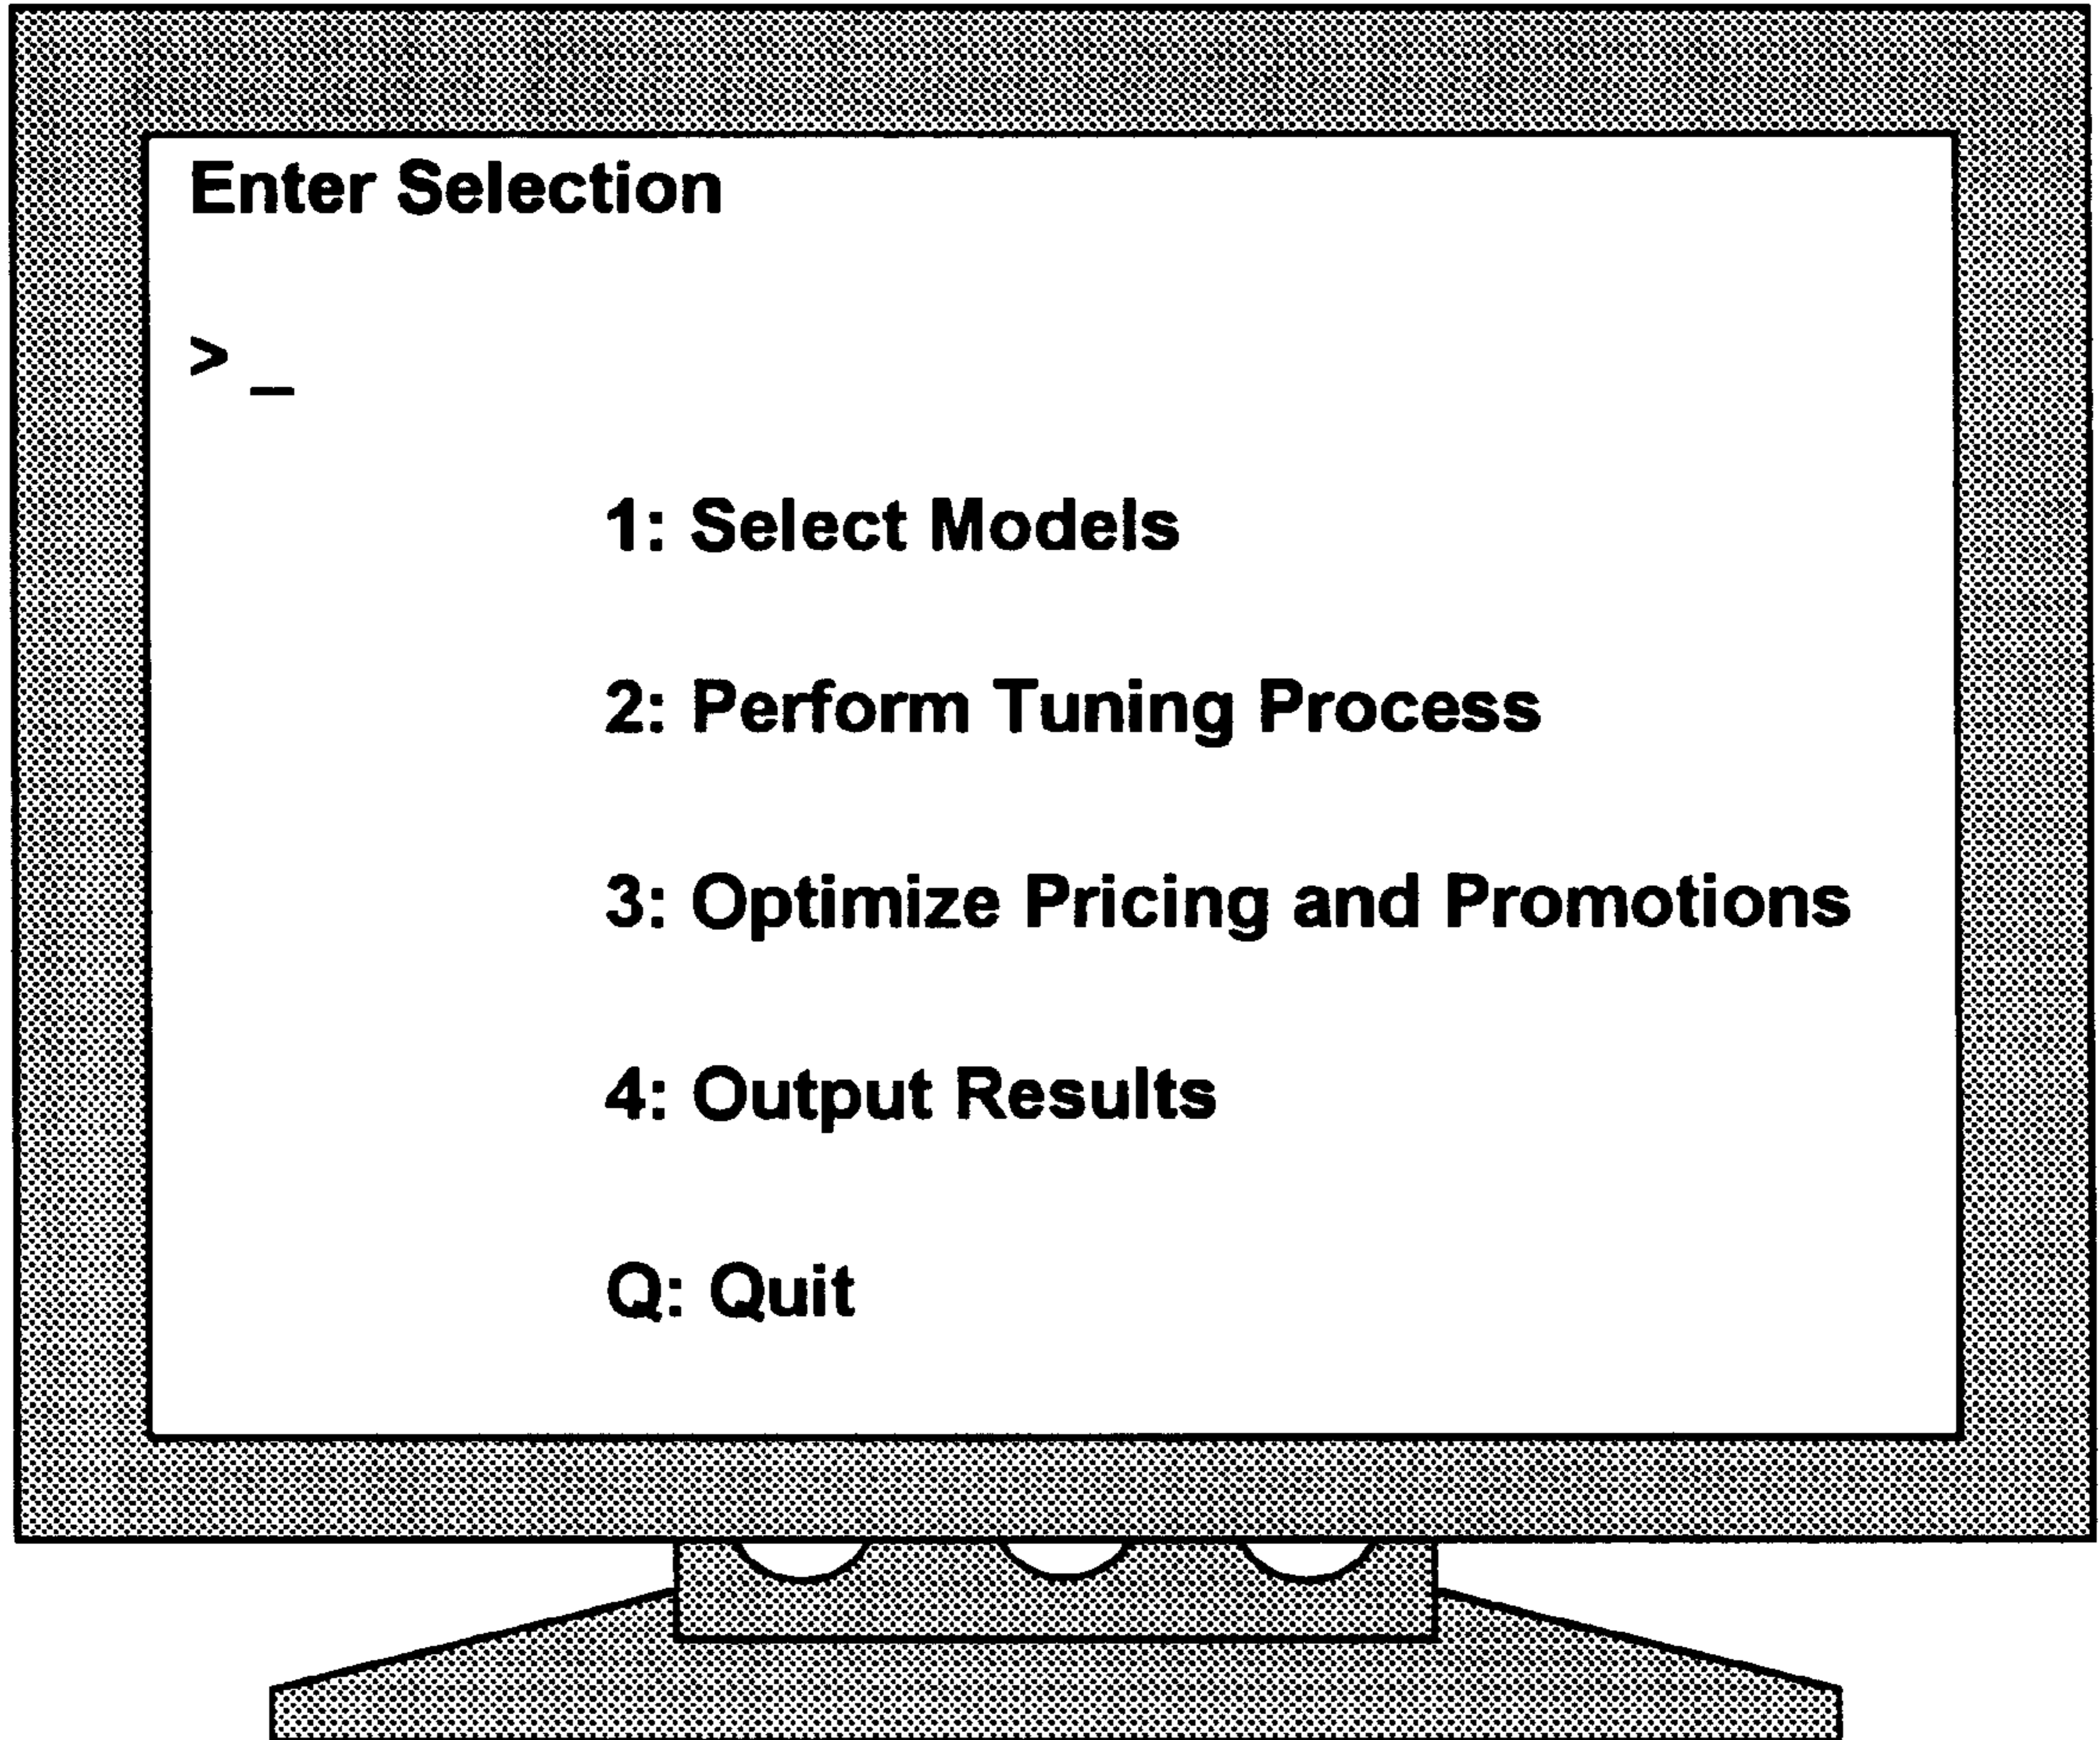 Enter Selection
> _
1: Select Models
2: Perform Tuning Process
3: Optimize Pricing and Promotions
4: Output Results
Q: Quit